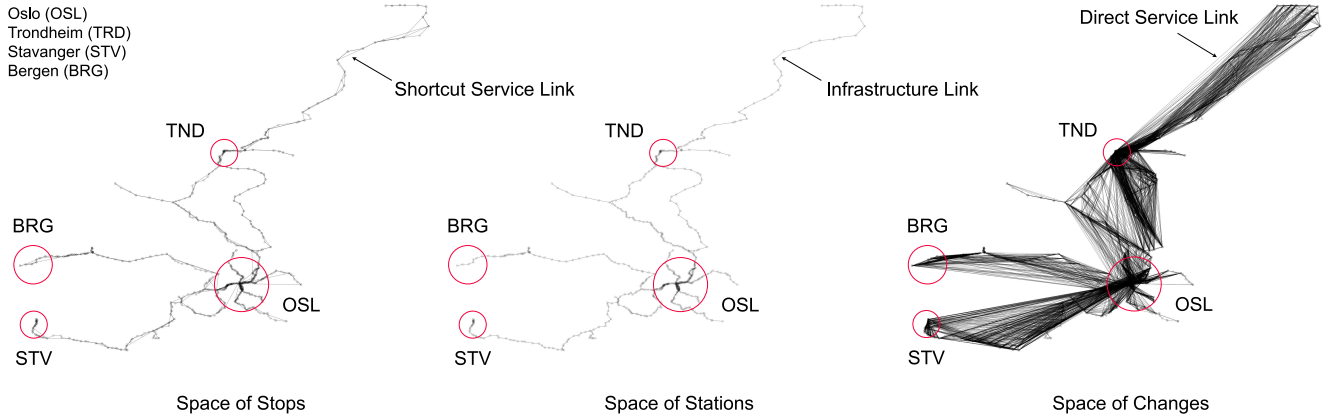 Oslo (OSL)
Trondheim (TRD)
Stavanger (STV)
Bergen (BRG)
Shortcut Service Link
TND
BRG
OSL
STV
Space of Stops
Infrastructure Link
TND
BRG
OSL
STV
Space of Stations
Direct Service Link
TND
BRG
OSL
STV
Space of Changes